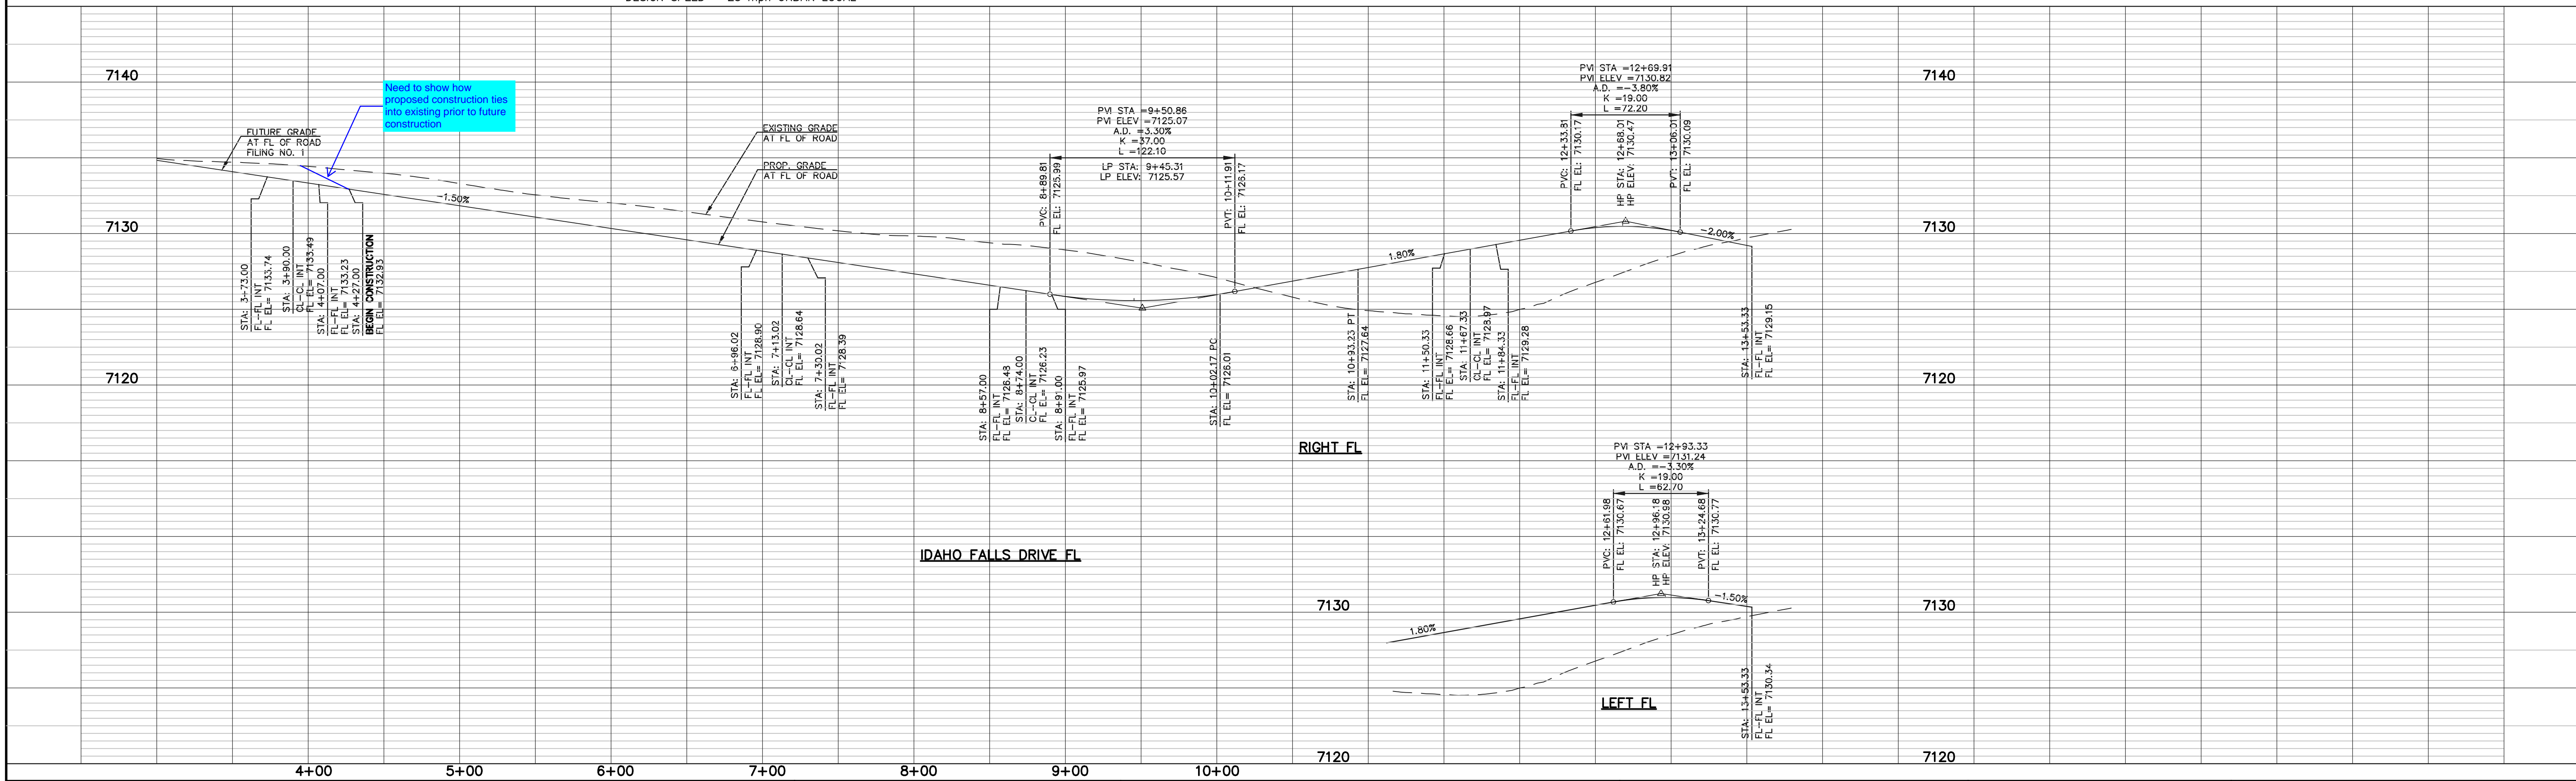 7140
7130
7120
Need to show how
proposed construction ties
into existing prior to future
construction
FUTURE GRADE
AT FL OF ROAD
FILING NO. 1
-1.50%
STA: 3+73.00
FL-FL INT
FL EL= 7133.74
STA: 3+90.00
CL-CL INT
FL EL= 7133.49
STA: 4+07.00
FL-FL INT
FL EL= 7133.23
STA: 4+27.00
BEGIN CONSTRUCTION
FL EL= 7132.93
EXISTING GRADE
AT FL OF ROAD
PROP. GRADE
AT FL OF ROAD
STA: 6+96.02
FL-FL INT
FL EL= 7128.90
STA: 7+13.02
CL-CL INT
FL EL= 7128.64
STA: 7+30.02
FL-FL INT
FL EL= 7128.39
PVI STA =9+50.86
PVI ELEV =7125.07
A.D. =3.30%
K =37.00
L =122.10
LP STA: 9+45.31
LP ELEV: 7125.57
PVC: 8+89.81
FL EL: 7125.99
PVT: 10+11.91
FL EL: 7126.17
STA: 8+57.00
FL-FL INT
FL EL= 7126.48
STA: 8+74.00
CL-CL INT
FL EL= 7126.23
STA: 8+91.00
FL-FL INT
FL EL= 7125.97
STA: 10+02.17 PC
FL EL= 7126.01
STA: 10+93.23 PT
FL EL= 7127.64
1.80%
STA: 11+50.33
FL-FL INT
FL EL= 7128.66
STA: 11+67.33
CL-CL INT
FL EL= 7128.97
STA: 11+84.33
FL-FL INT
FL EL= 7129.28
PVI STA =12+69.91
PVI ELEV =7130.82
A.D. =-3.80%
K =19.00
L =72.20
PVC: 12+33.81
FL EL: 7130.17
HP STA: 12+68.01
HP ELEV: 7130.47
PVT: 13+06.01
FL EL: 7130.09
-2.00%
STA: 13+53.33
FL-FL INT
FL EL= 7129.15
7140
7130
7120
RIGHT FL
IDAHO FALLS DRIVE FL
PVI STA =12+93.33
PVI ELEV =7131.24
A.D. =-3.30%
K =19.00
L =62.70
PVC: 12+61.98
FL EL: 7130.67
HP STA: 12+96.18
HP ELEV: 7130.98
PVT: 13+24.68
FL EL: 7130.77
7130
1.80%
-1.50%
7130
STA: 13+53.33
FL-FL INT
FL EL= 7130.34
LEFT FL
7120
7120
4+00
5+00
6+00
7+00
8+00
9+00
10+00